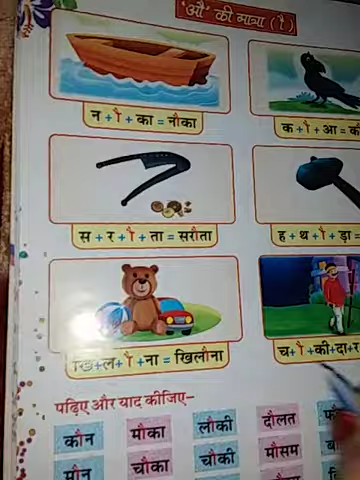 'औ' की मात्रा (ौ)
न + ौ + का = नौका
क + ौ + आ =
स + र + ौ + ता = सरौता
ह + थ + ौ + ड़ा =
खि+ल+ौ+ना = खिलौना
च+ौ+की+दा+र
पढ़िए और याद कीजिए–
कौन मौका लौकी दौलत
मौन चौका चौकी मौसम